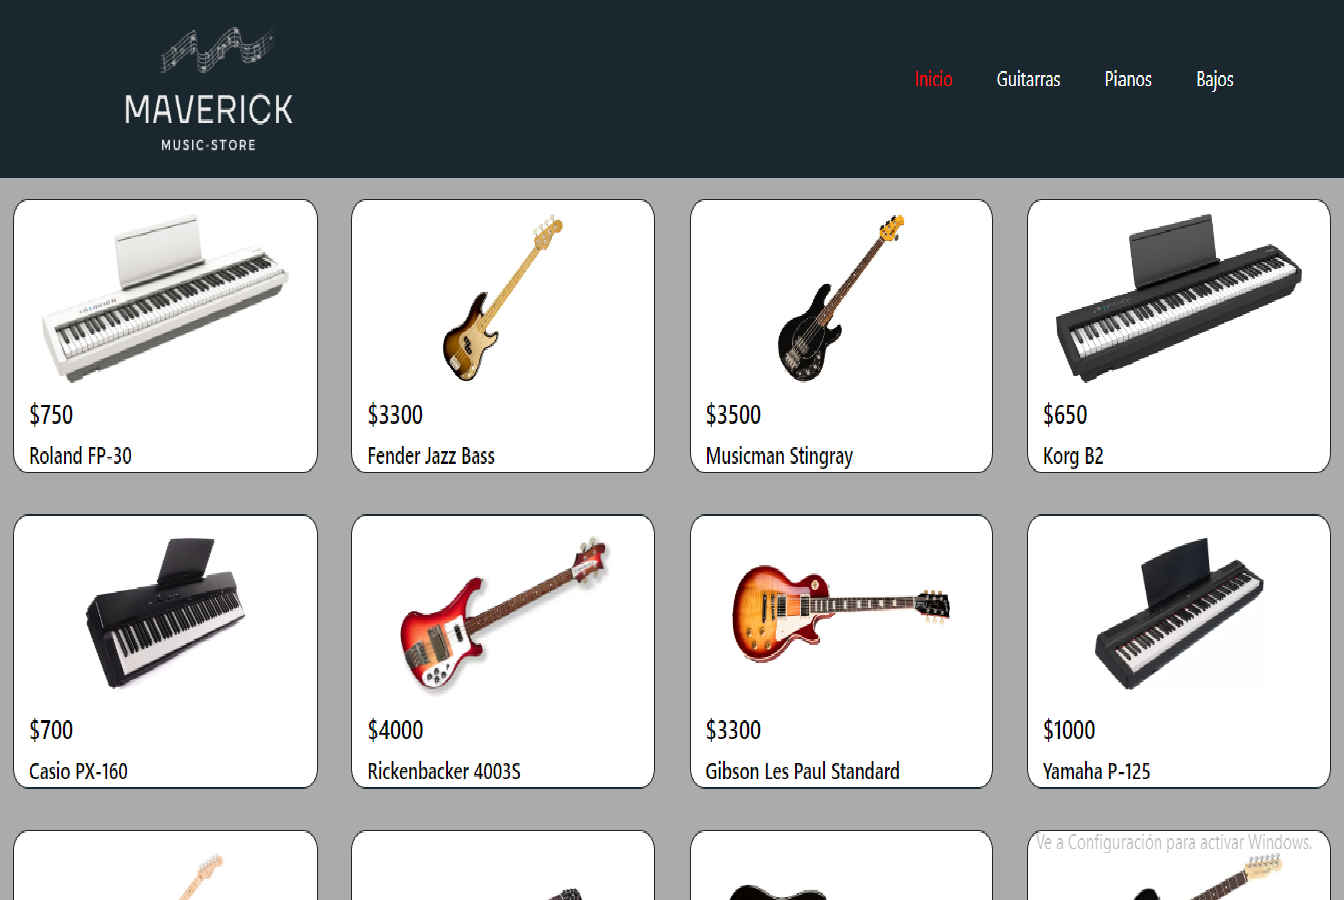 MAVERICK
MUSIC·STORE
Inicio
Guitarras
Pianos
Bajos
$750
Roland FP-30
$3300
Fender Jazz Bass
$3500
Musicman Stingray
$650
Korg B2
$700
Casio PX-160
$4000
Rickenbacker 4003S
$3300
Gibson Les Paul Standard
$1000
Yamaha P-125
Ve a Configuración para activar Windows.